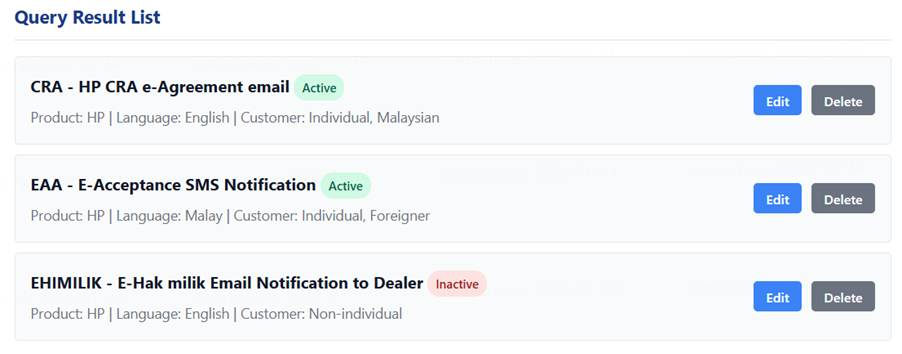 Query Result List
CRA - HP CRA e-Agreement email Active
Product: HP | Language: English | Customer: Individual, Malaysian
Edit Delete
EAA - E-Acceptance SMS Notification Active
Product: HP | Language: Malay | Customer: Individual, Foreigner
Edit Delete
EHIMILIK - E-Hak milik Email Notification to Dealer Inactive
Product: HP | Language: English | Customer: Non-individual
Edit Delete